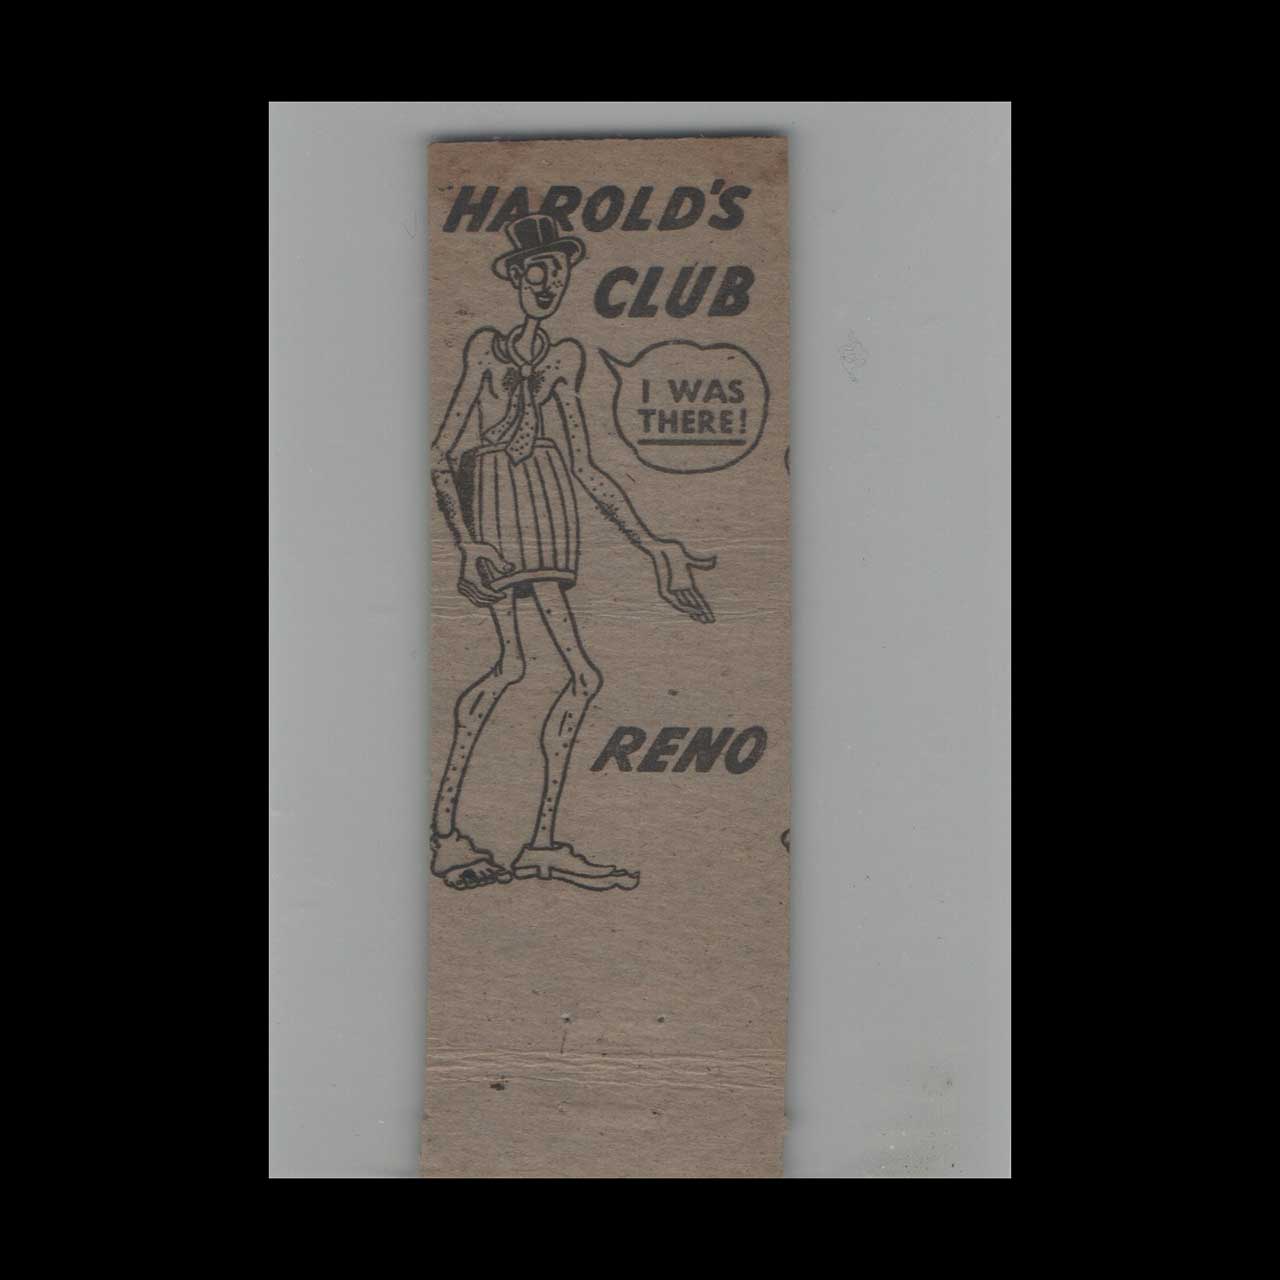 HAROLD'S
CLUB
I WAS
THERE!
RENO